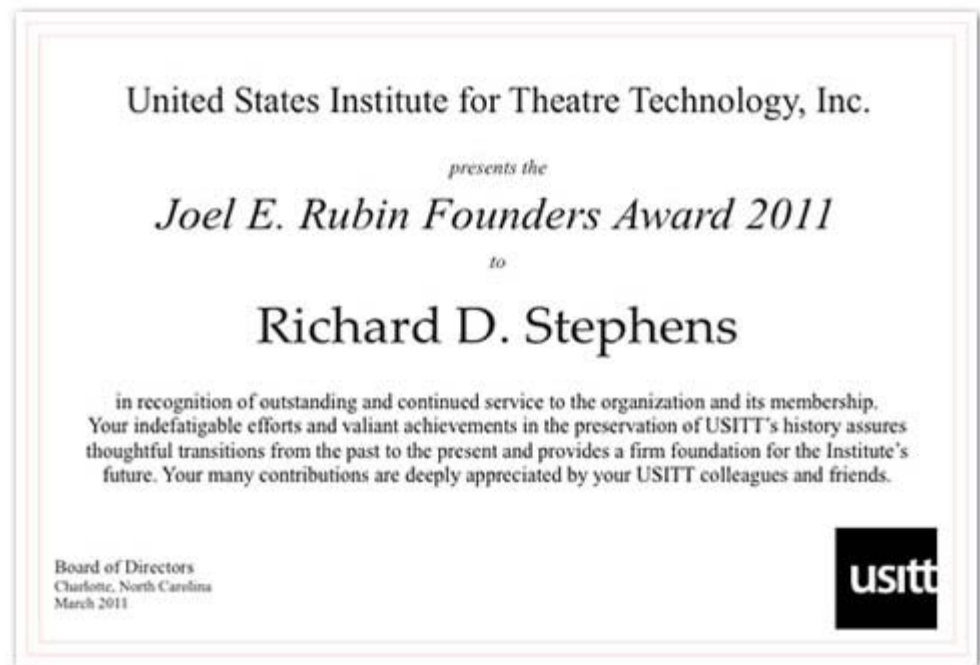 United States Institute for Theatre Technology, Inc.
presents the
Joel E. Rubin Founders Award 2011
to
Richard D. Stephens
in recognition of outstanding and continued service to the organization and its membership.
Your indefatigable efforts and valiant achievements in the preservation of USITT's history assures
thoughtful transitions from the past to the present and provides a firm foundation for the Institute's
future. Your many contributions are deeply appreciated by your USITT colleagues and friends.
Board of Directors
Charlotte, North Carolina
March 2011
usitt